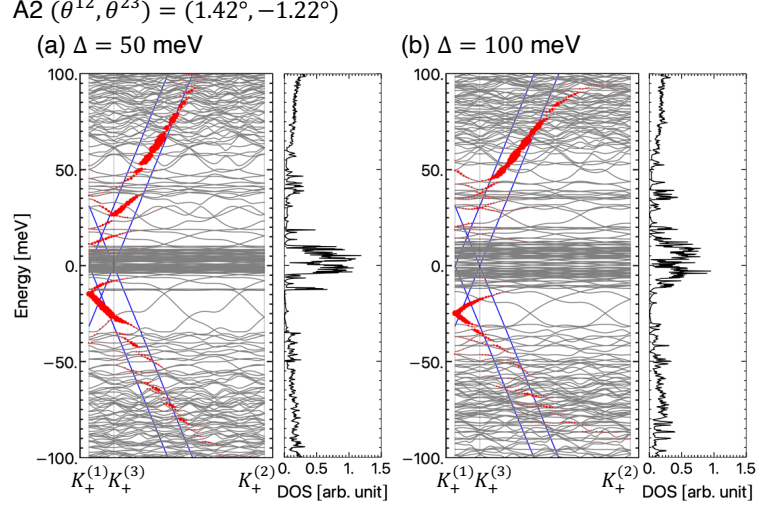 A2 (θ¹², θ²³) = (1.42°, −1.22°)
(a) Δ = 50 meV
(b) Δ = 100 meV
100.
50.
0.
−50.
−100.
Energy [meV]
K₊⁽¹⁾ K₊⁽³⁾ K₊⁽²⁾
0. 0.5 1. 1.5
DOS [arb. unit]
100.
50.
0.
−50.
−100.
K₊⁽¹⁾ K₊⁽³⁾ K₊⁽²⁾
0. 0.5 1. 1.5
DOS [arb. unit]